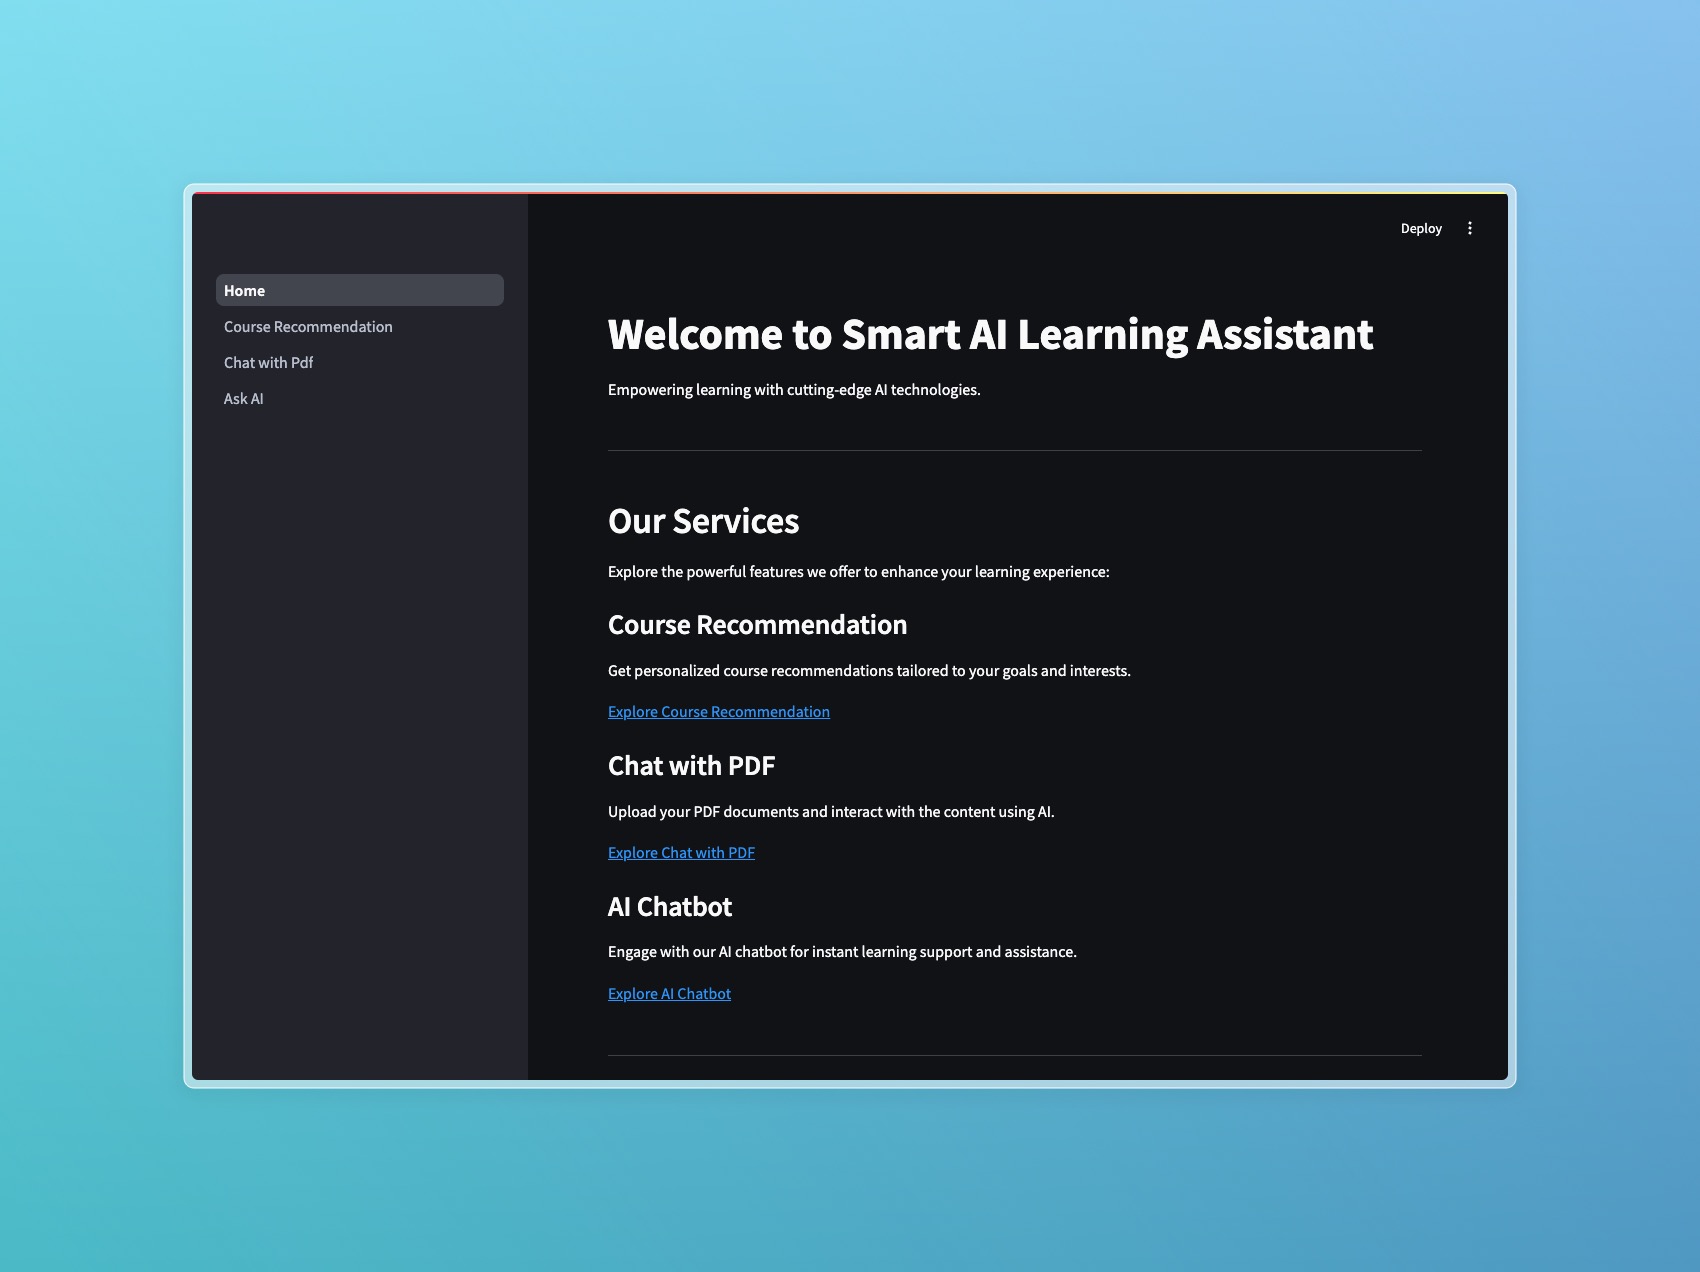 Deploy
Home
Course Recommendation
Chat with Pdf
Ask AI
Welcome to Smart AI Learning Assistant
Empowering learning with cutting-edge AI technologies.
Our Services
Explore the powerful features we offer to enhance your learning experience:
Course Recommendation
Get personalized course recommendations tailored to your goals and interests.
Explore Course Recommendation
Chat with PDF
Upload your PDF documents and interact with the content using AI.
Explore Chat with PDF
AI Chatbot
Engage with our AI chatbot for instant learning support and assistance.
Explore AI Chatbot